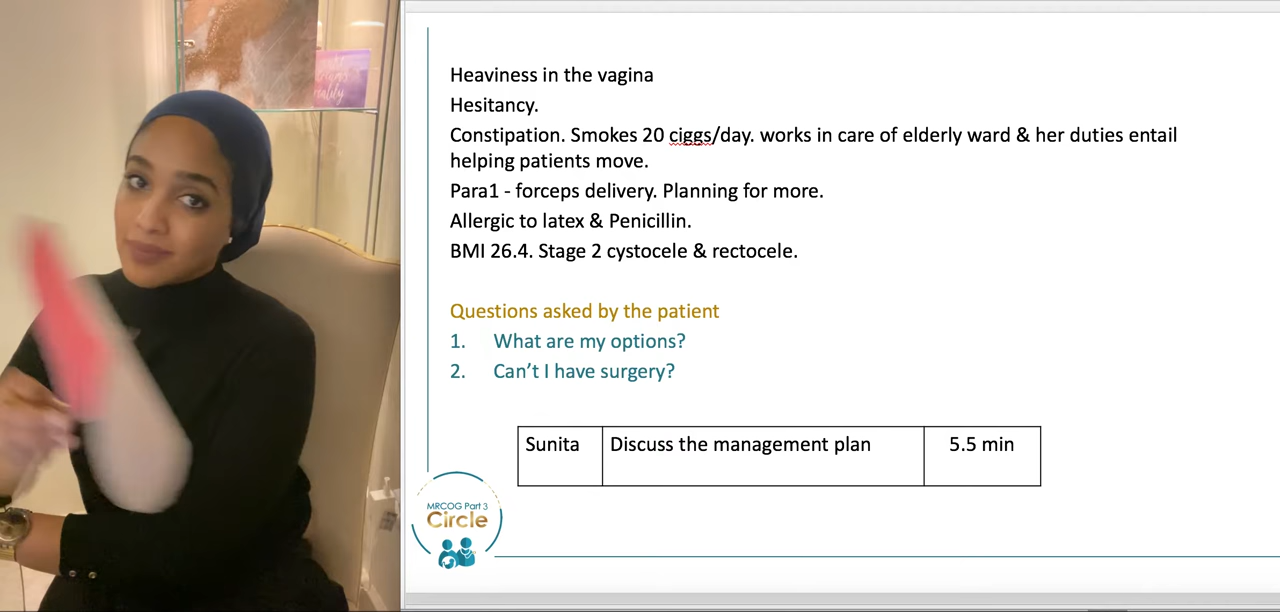 reality
Heaviness in the vagina
Hesitancy.
Constipation. Smokes 20 ciggs/day. works in care of elderly ward & her duties entail
helping patients move.
Para1 - forceps delivery. Planning for more.
Allergic to latex & Penicillin.
BMI 26.4. Stage 2 cystocele & rectocele.
Questions asked by the patient
1. What are my options?
2. Can't I have surgery?
Sunita Discuss the management plan 5.5 min
MRCOG Part 3
Circle